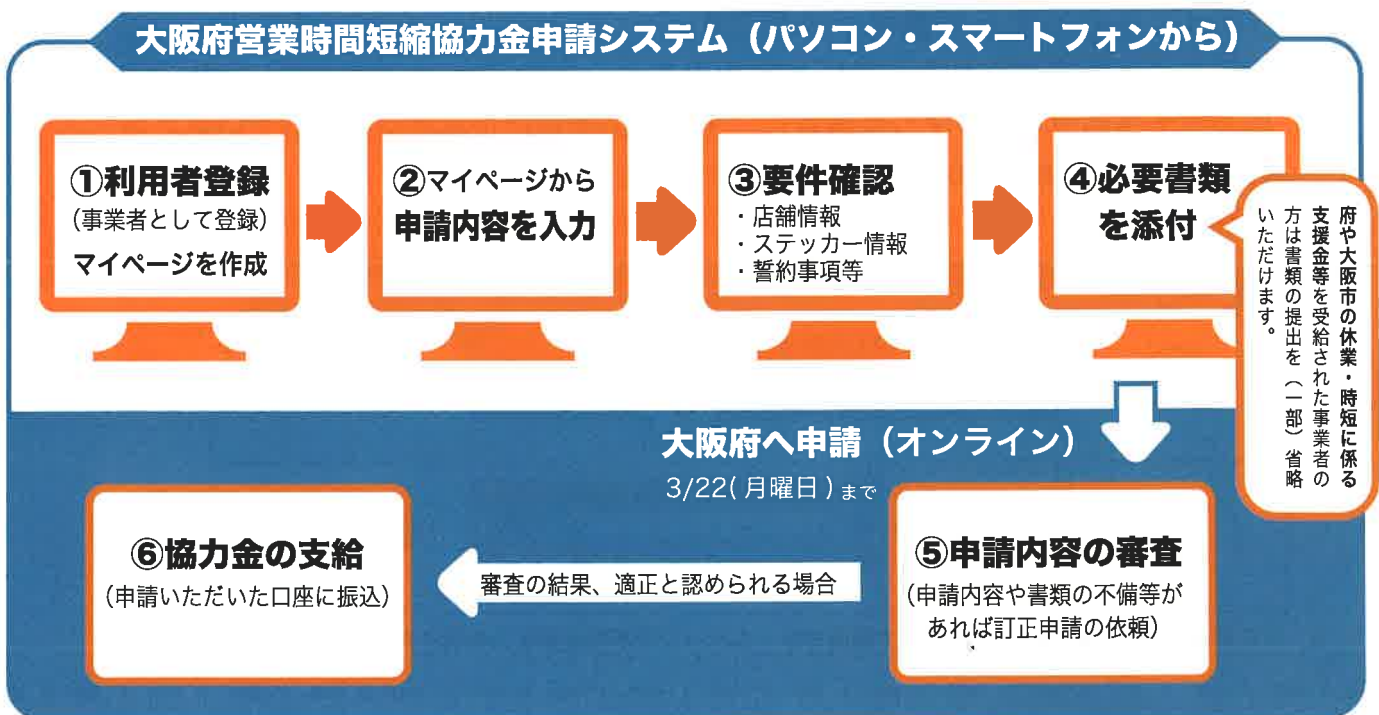 大阪府営業時間短縮協力金申請システム（パソコン・スマートフォンから）
①利用者登録
（事業者として登録）
マイページを作成
②マイページから
申請内容を入力
③要件確認
・店舗情報
・ステッカー情報
・誓約事項等
④必要書類
を添付
府や大阪市の休業・時短に係る
支援金等を受給された事業者の
方は書類の提出を（一部）省略
いただけます。
大阪府へ申請（オンライン）
3/22(月曜日)まで
⑤申請内容の審査
（申請内容や書類の不備等が
あれば訂正申請の依頼）
審査の結果、適正と認められる場合
⑥協力金の支給
（申請いただいた口座に振込）